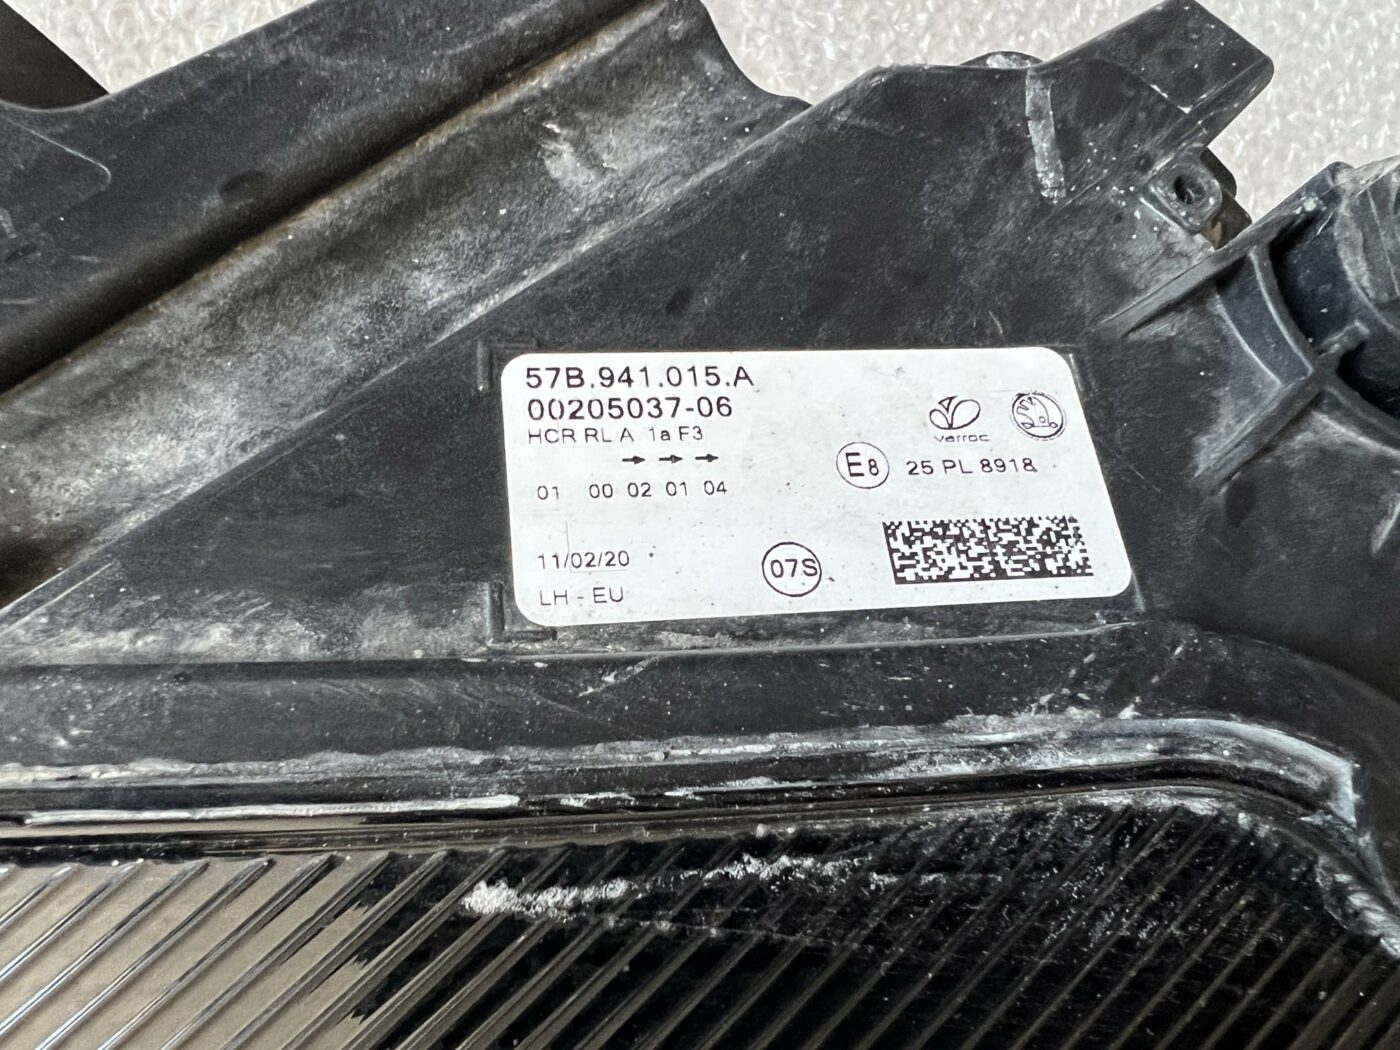 57B.941.015.A
00205037-06
HCR RL A 1a F3
varroc
E8 25 PL 8918
01 00 02 01 04
11/02/20
07S
LH - EU